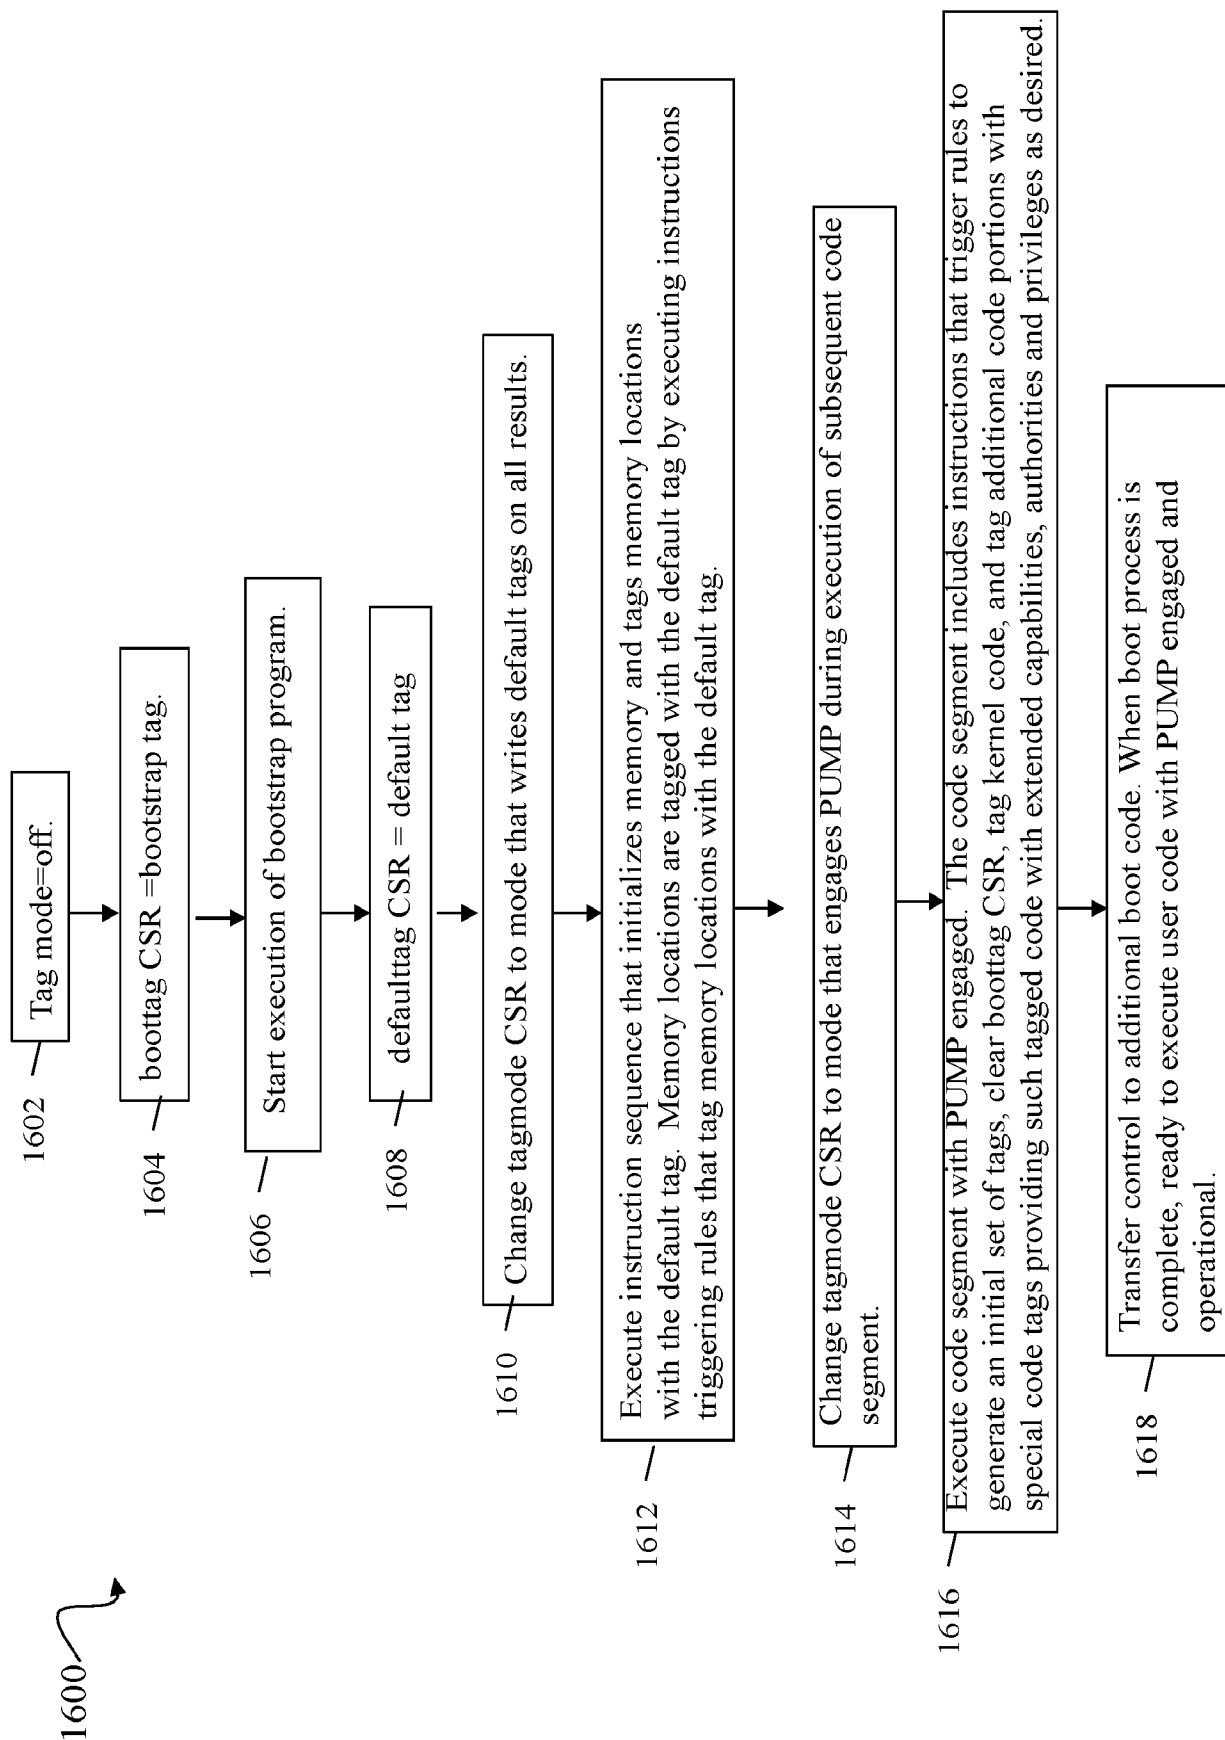 1600
1602
Tag mode=off.
1604
boottag CSR =bootstrap tag.
1606
Start execution of bootstrap program.
1608
defaulttag CSR = default tag
1610
Change tagmode CSR to mode that writes default tags on all results.
1612
Execute instruction sequence that initializes memory and tags memory locations
with the default tag. Memory locations are tagged with the default tag by executing instructions
triggering rules that tag memory locations with the default tag.
1614
Change tagmode CSR to mode that engages PUMP during execution of subsequent code
segment.
1616
Execute code segment with PUMP engaged. The code segment includes instructions that trigger rules to
generate an initial set of tags, clear boottag CSR, tag kernel code, and tag additional code portions with
special code tags providing such tagged code with extended capabilities, authorities and privileges as desired.
1618
Transfer control to additional boot code. When boot process is
complete, ready to execute user code with PUMP engaged and
operational.